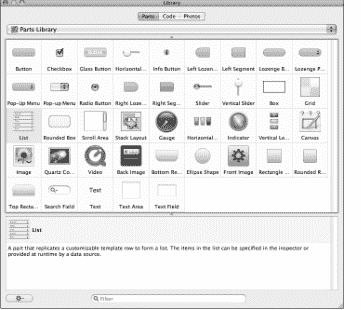 Library
Parts Code Photos
Parts Library
Button Checkbox Glass Button Horizontal... Info Button Left Lozen... Left Segment Lozenge B... Lozenge P...
Pop-Up Menu Pop-up Menu Radio Button Right Loze... Right Seg... Slider Vertical Slider Box Grid
List Rounded Box Scroll Area Stack Layout Gauge Horizontal... Indicator Vertical Le... Canvas
Image Quartz Co... Video Back Image Bottom Re... Ellipse Shape Front Image Rectangle ... Rounded R...
Top Recta... Search Field Text Text Area Text Field
Text
List
A part that replicates a customizable template row to form a list. The items in the list can be specified in the inspector or
provided at runtime by a data source.
Filter